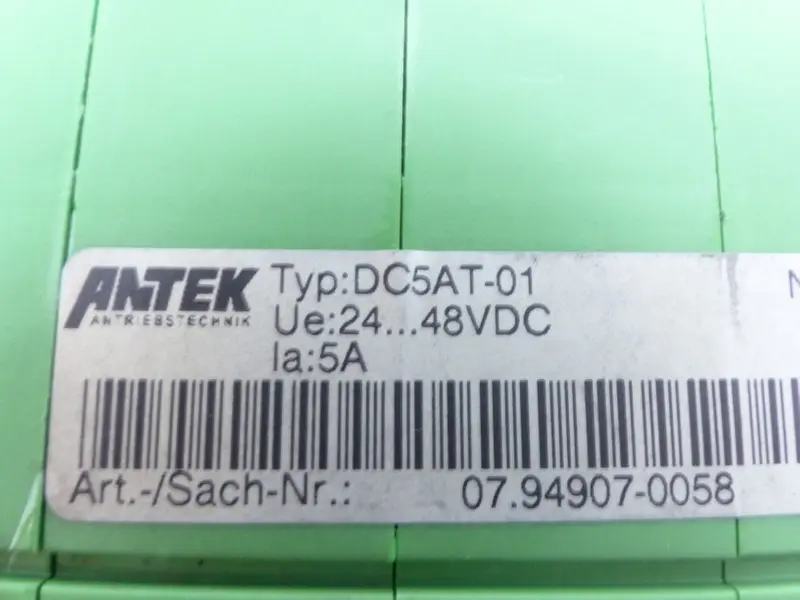 ANTEK
ANTRIEBSTECHNIK
Typ:DC5AT-01
Ue:24...48VDC
Ia:5A
Art.-/Sach-Nr.: 07.94907-0058